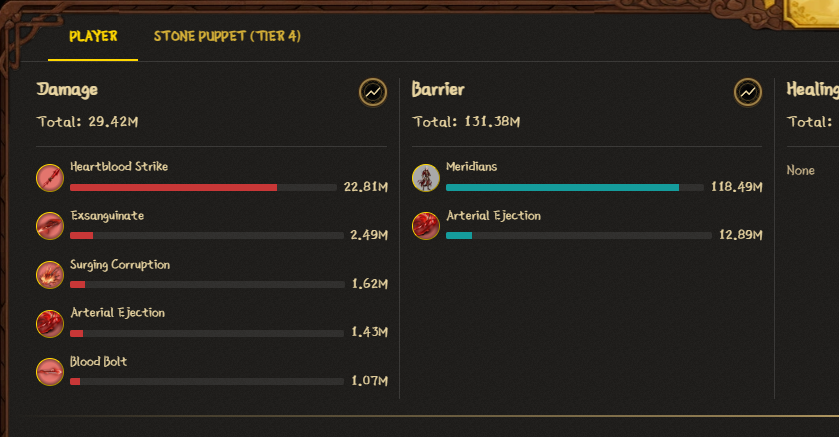 PLAYER
STONE PUPPET (TIER 4)
Damage
Total: 29.42M
Heartblood Strike
22.81M
Exsanguinate
2.49M
Surging Corruption
1.62M
Arterial Ejection
1.43M
Blood Bolt
1.07M
Barrier
Total: 131.38M
Meridians
118.49M
Arterial Ejection
12.89M
Healing
Total:
None